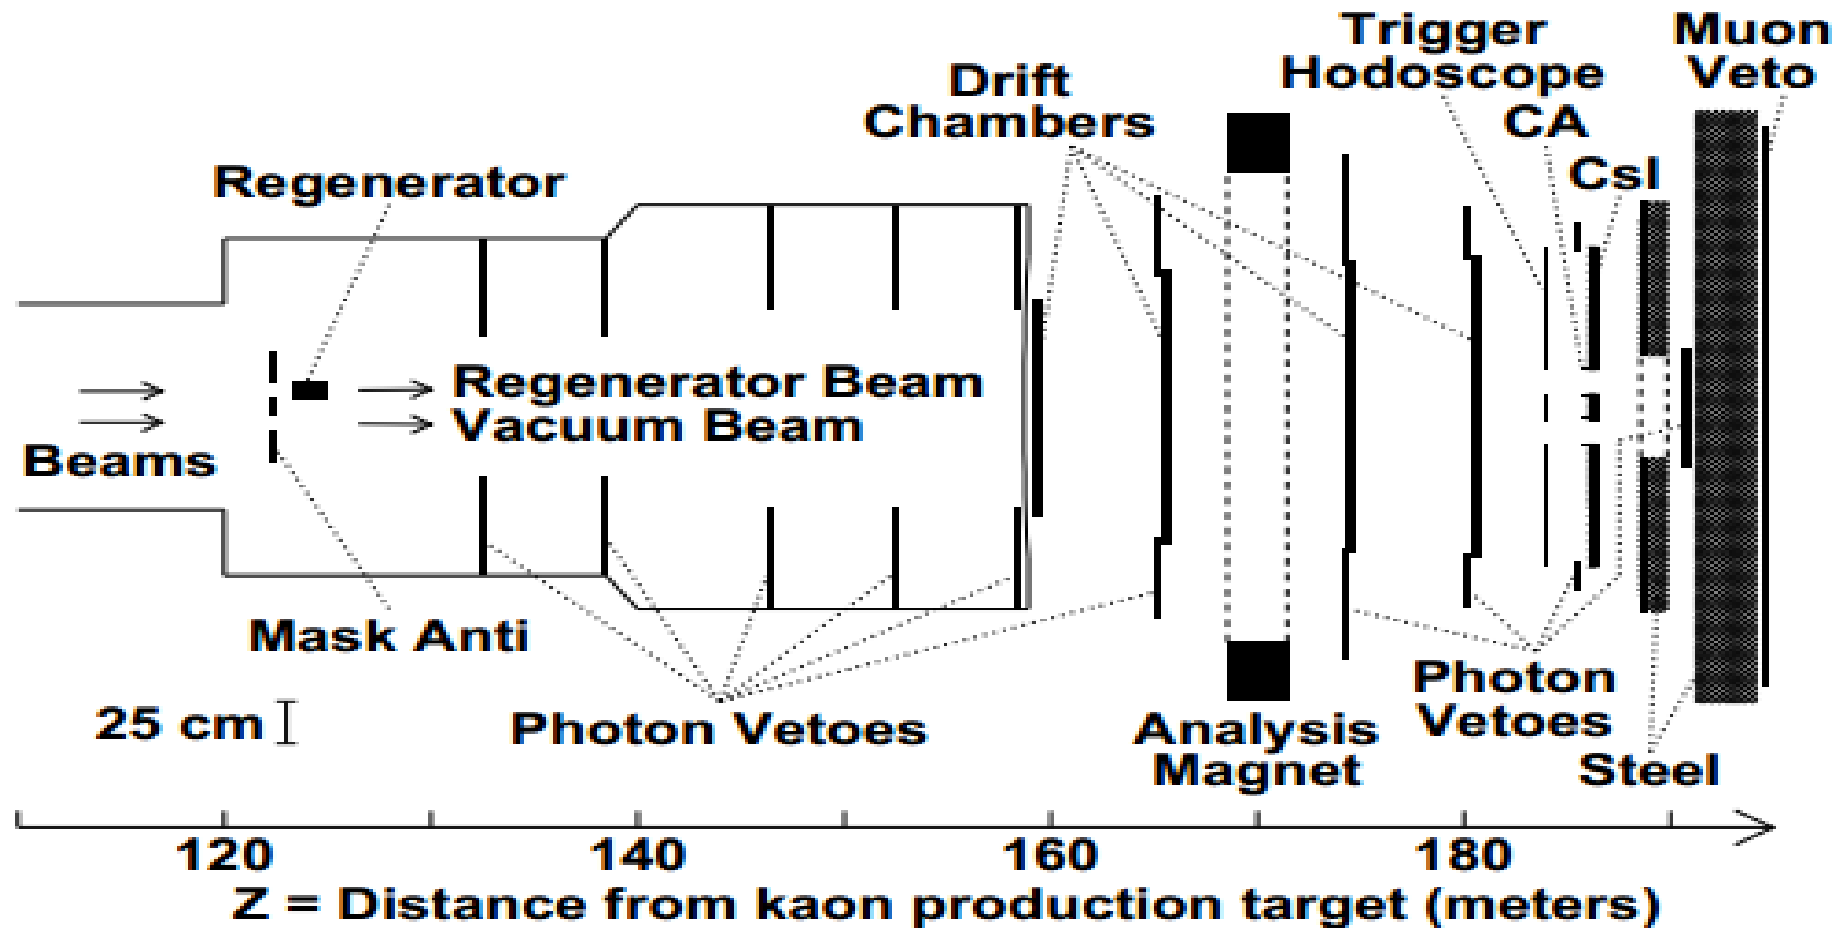 Trigger
Hodoscope
Muon
Veto
Drift
Chambers
CA
CsI
Regenerator
Regenerator Beam
Vacuum Beam
Beams
Mask Anti
25 cm
Photon Vetoes
Analysis
Magnet
Photon
Vetoes
Steel
120 140 160 180
Z = Distance from kaon production target (meters)